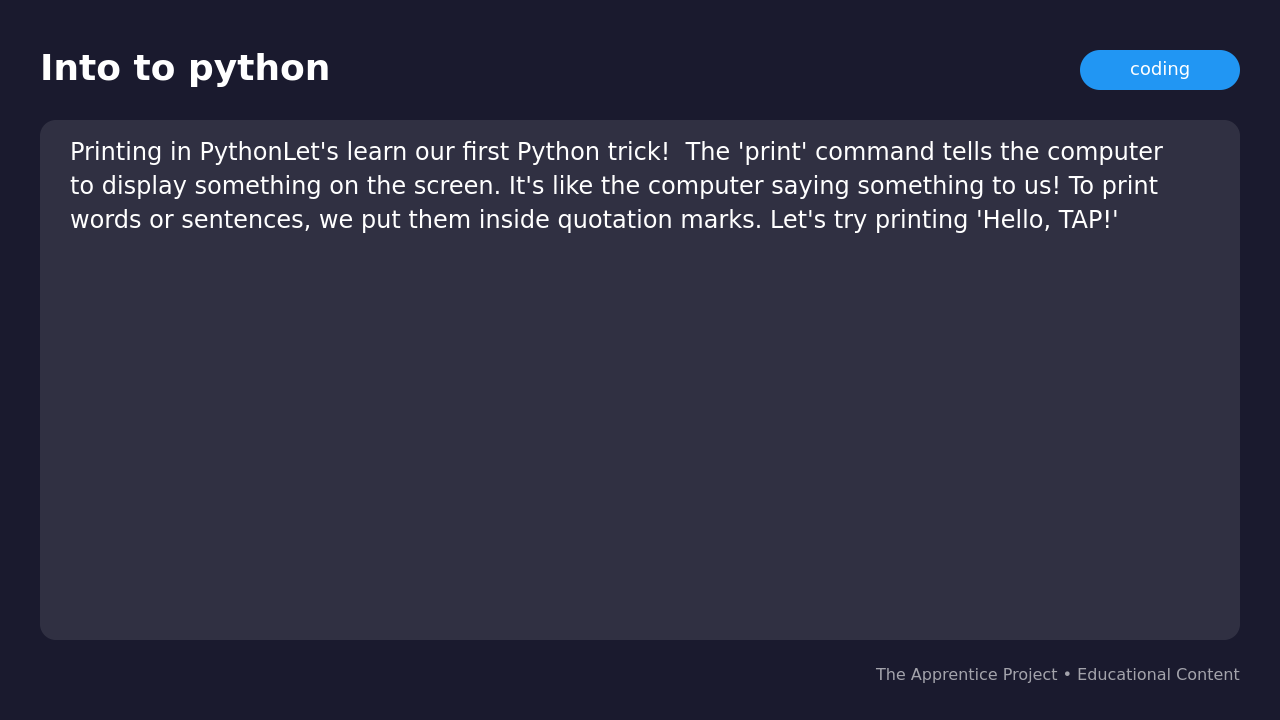 Into to python
coding
Printing in PythonLet's learn our first Python trick!  The 'print' command tells the computer
to display something on the screen. It's like the computer saying something to us! To print
words or sentences, we put them inside quotation marks. Let's try printing 'Hello, TAP!'
The Apprentice Project • Educational Content